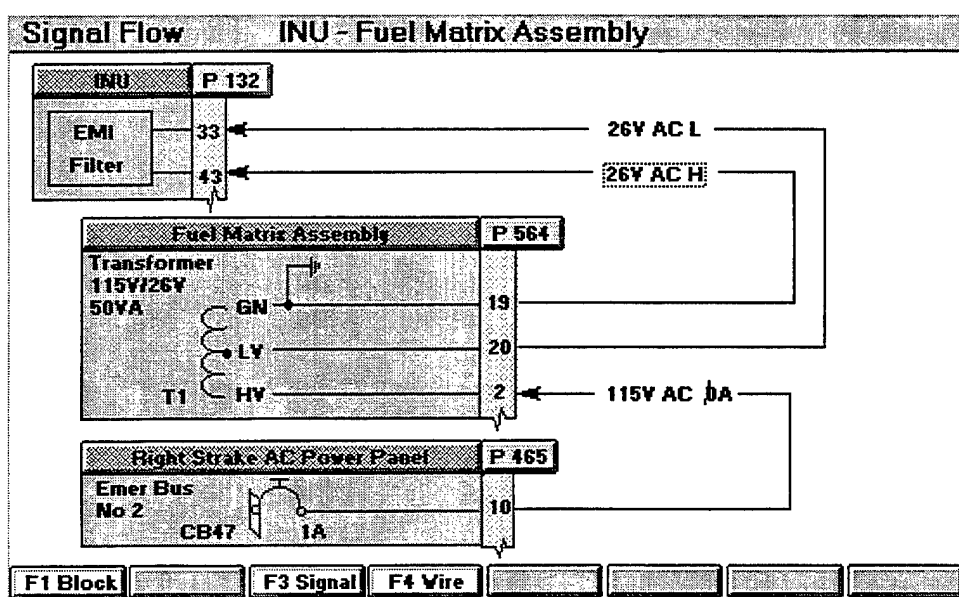 Signal Flow INU - Fuel Matrix Assembly
INU P 132
EMI
Filter
33
43
26V AC L
26V AC H
Fuel Matrix Assembly P 564
Transformer
115V/26V
50VA
GN
LV
T1 HV
19
20
2
115V AC φA
Right Strake AC Power Panel P 465
Emer Bus
No 2
CB47 1A
10
F1 Block F3 Signal F4 Wire